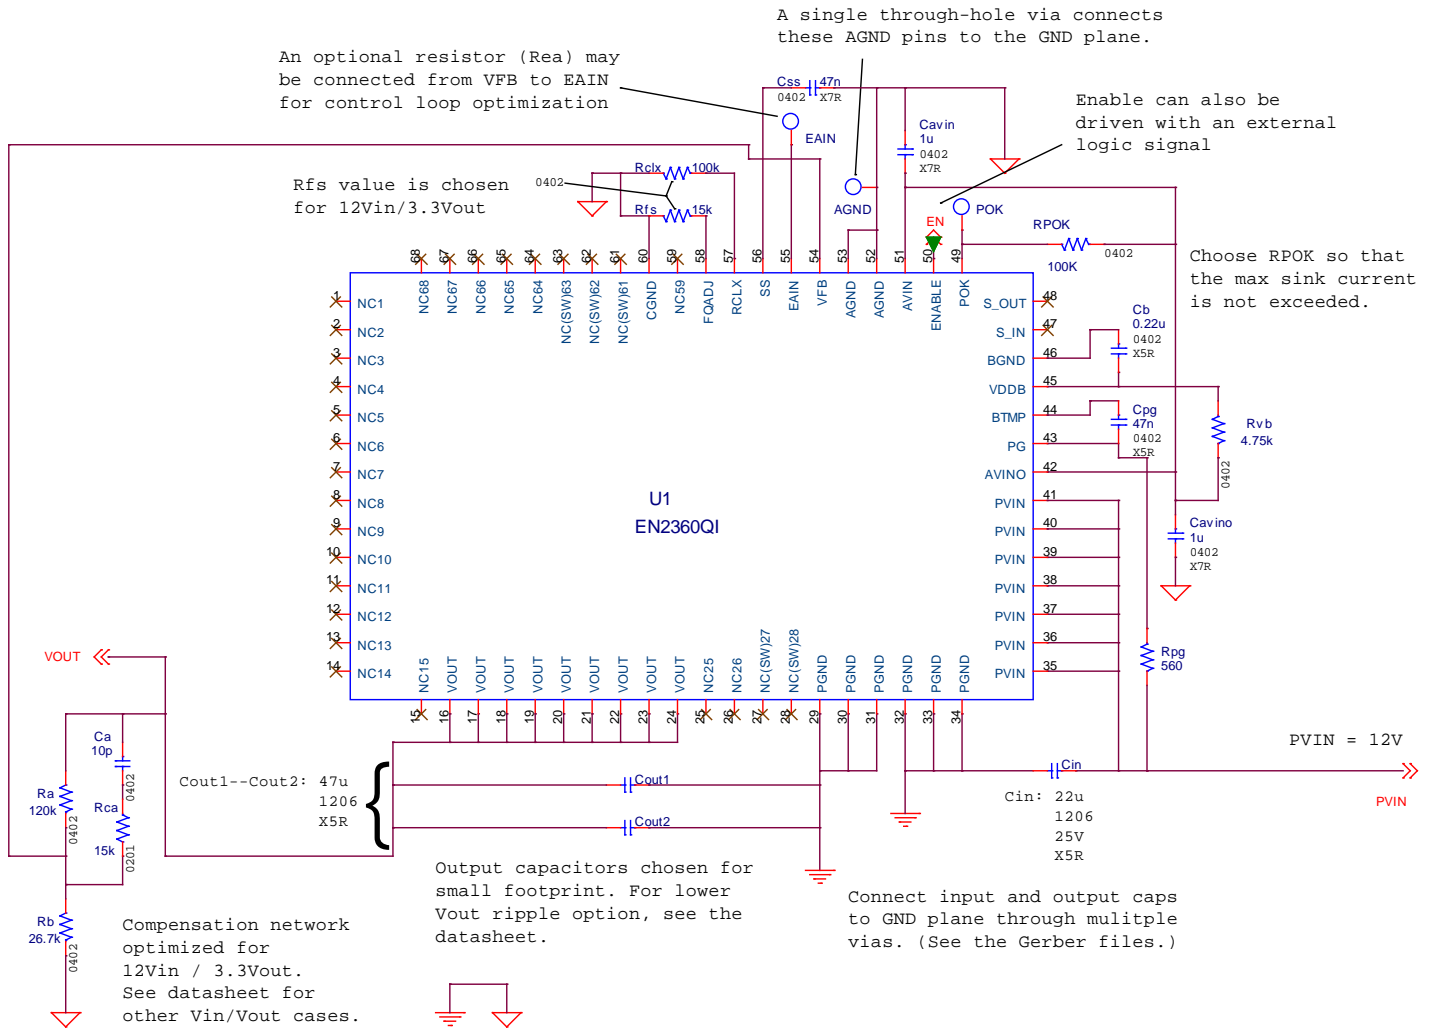 A single through-hole via connects
these AGND pins to the GND plane.
An optional resistor (Rea) may
be connected from VFB to EAIN
for control loop optimization
Css
47n
0402
X7R
EAIN
Cavin
1u
0402
X7R
Enable can also be
driven with an external
logic signal
Rfs value is chosen
for 12Vin/3.3Vout
0402
Rclx
100k
Rfs
15k
AGND
EN
POK
RPOK
100K
0402
Choose RPOK so that
the max sink current
is not exceeded.
68
67
66
65
64
63
62
61
60
59
58
57
56
55
54
53
52
51
50
49
NC68
NC67
NC66
NC65
NC64
NC(SW)63
NC(SW)62
NC(SW)61
CGND
NC59
FQADJ
RCLX
SS
EAIN
VFB
AGND
AGND
AVIN
ENABLE
POK
1 NC1
2 NC2
3 NC3
4 NC4
5 NC5
6 NC6
7 NC7
8 NC8
9 NC9
10 NC10
11 NC11
12 NC12
13 NC13
14 NC14
U1
EN2360QI
S_OUT 48
S_IN 47
BGND 46
VDDB 45
BTMP 44
PG 43
AVINO 42
PVIN 41
PVIN 40
PVIN 39
PVIN 38
PVIN 37
PVIN 36
PVIN 35
Cb
0.22u
0402
X5R
Cpg
47n
0402
X5R
Rvb
4.75k
0402
Cavino
1u
0402
X7R
Rpg
560
NC15
VOUT
VOUT
VOUT
VOUT
VOUT
VOUT
VOUT
VOUT
VOUT
NC25
NC26
NC(SW)27
NC(SW)28
PGND
PGND
PGND
PGND
PGND
PGND
15
16
17
18
19
20
21
22
23
24
25
26
27
28
29
30
31
32
33
34
VOUT
Ca
10p
0402
Ra
120k
0402
Rca
15k
0201
Rb
26.7k
0402
Cout1--Cout2: 47u
1206
X5R
Cout1
Cout2
Cin
Cin: 22u
1206
25V
X5R
PVIN = 12V
PVIN
Output capacitors chosen for
small footprint. For lower
Vout ripple option, see the
datasheet.
Connect input and output caps
to GND plane through mulitple
vias. (See the Gerber files.)
Compensation network
optimized for
12Vin / 3.3Vout.
See datasheet for
other Vin/Vout cases.